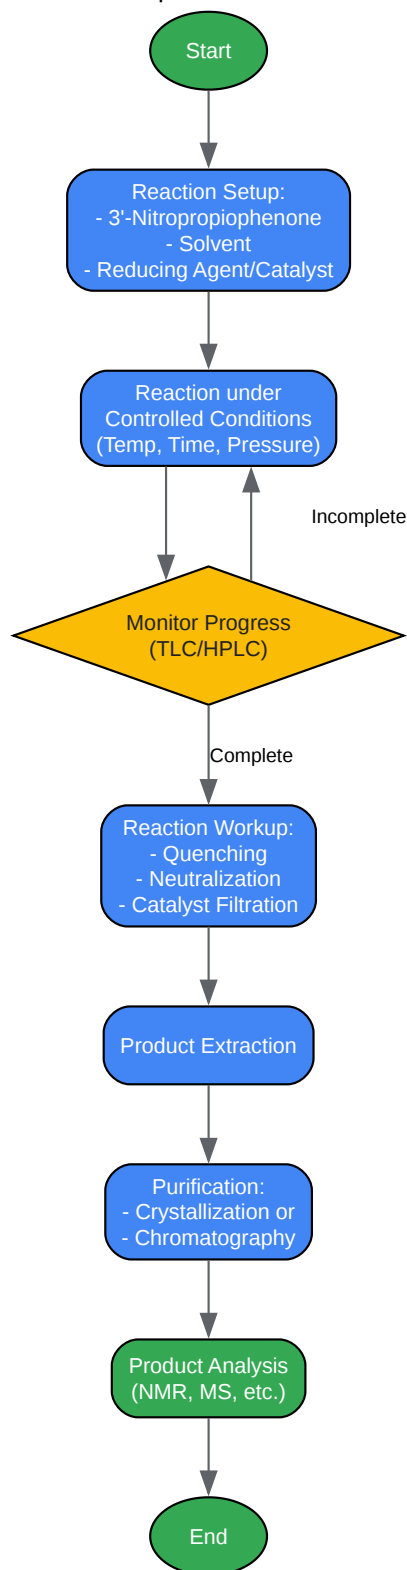 Start
Reaction Setup:
- 3'-Nitropropiophenone
- Solvent
- Reducing Agent/Catalyst
Reaction under
Controlled Conditions
(Temp, Time, Pressure)
Incomplete
Monitor Progress
(TLC/HPLC)
Complete
Reaction Workup:
- Quenching
- Neutralization
- Catalyst Filtration
Product Extraction
Purification:
- Crystallization or
- Chromatography
Product Analysis
(NMR, MS, etc.)
End